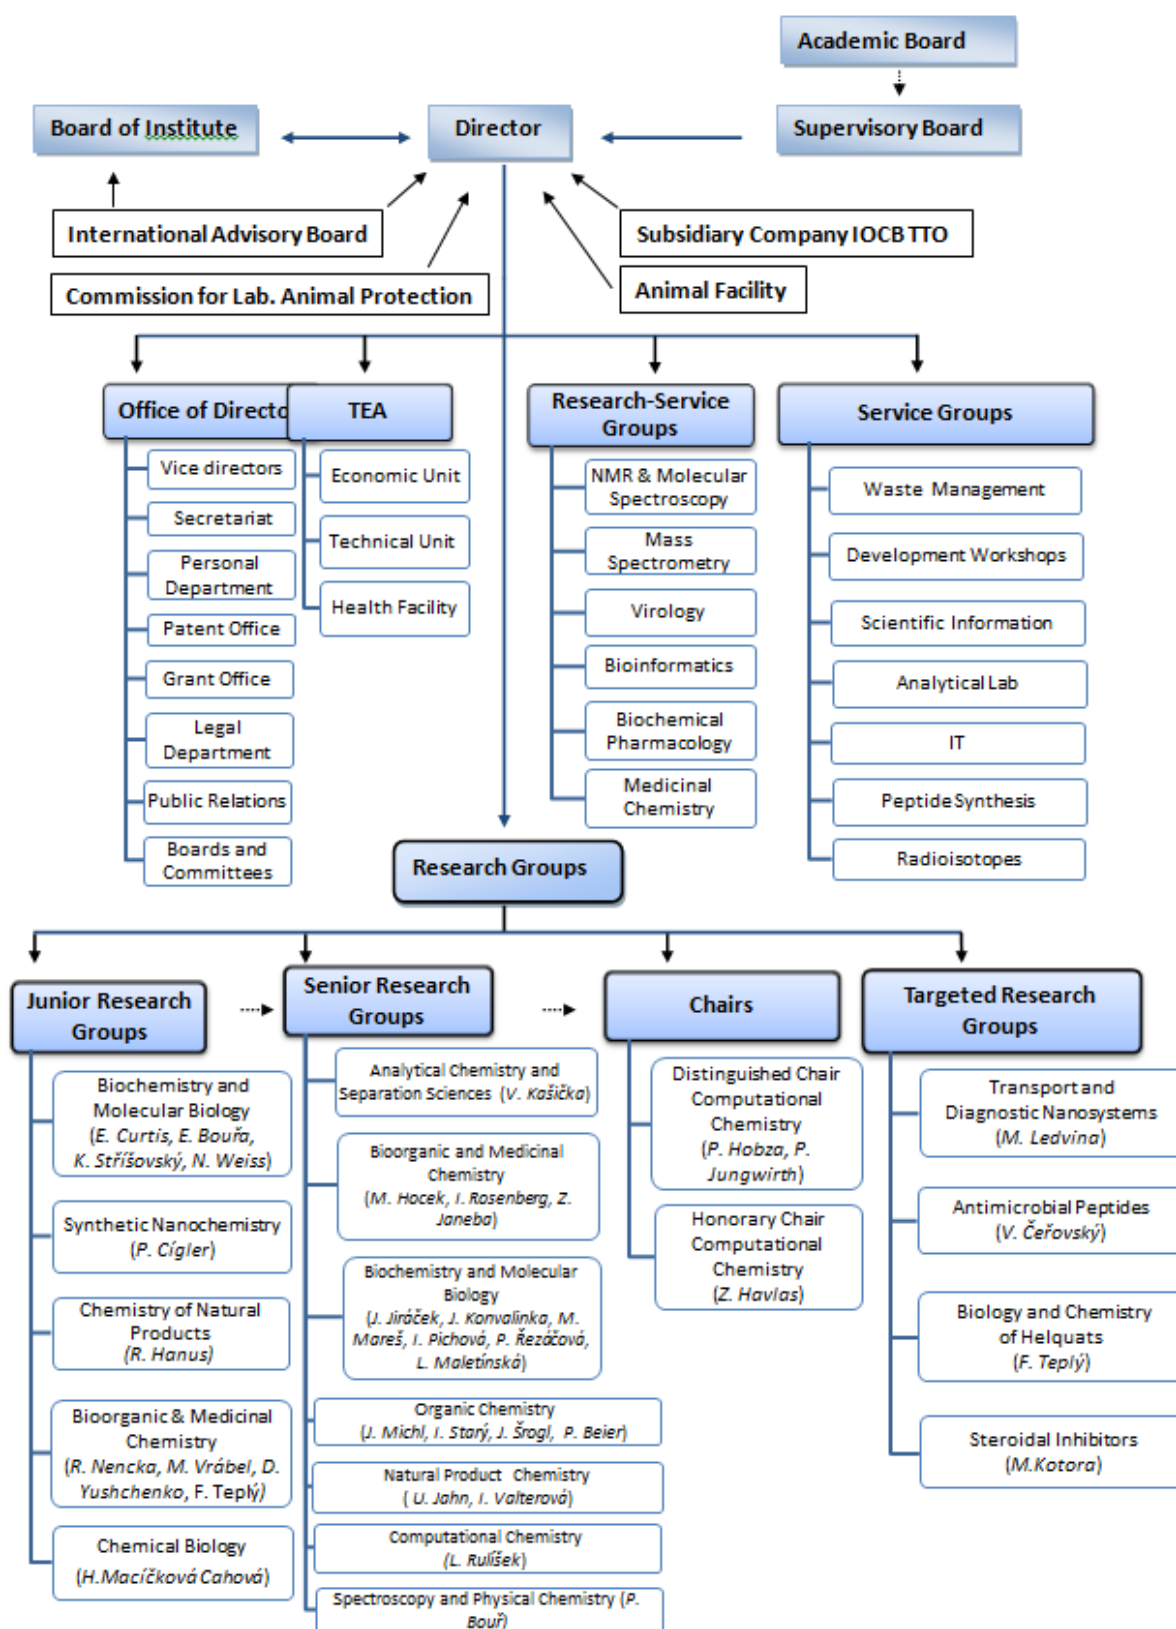 Academic Board
Board of Institute
Director
Supervisory Board
International Advisory Board
Subsidiary Company IOCB TTO
Commission for Lab. Animal Protection
Animal Facility
Office of Directo
TEA
Research-Service
Groups
Service Groups
Vice directors
Secretariat
Personal
Department
Patent Office
Grant Office
Legal
Department
Public Relations
Boards and
Committees
Economic Unit
Technical Unit
Health Facility
NMR & Molecular
Spectroscopy
Mass
Spectrometry
Virology
Bioinformatics
Biochemical
Pharmacology
Medicinal
Chemistry
Waste Management
Development Workshops
Scientific Information
Analytical Lab
IT
Peptide Synthesis
Radioisotopes
Research Groups
Junior Research
Groups
Senior Research
Groups
Chairs
Targeted Research
Groups
Biochemistry and
Molecular Biology
(E. Curtis, E. Bouřa,
K. Stříšovský, N. Weiss)
Synthetic Nanochemistry
(P. Cígler)
Chemistry of Natural
Products
(R. Hanus)
Bioorganic & Medicinal
Chemistry
(R. Nencka, M. Vrábel, D.
Yushchenko, F. Teplý)
Chemical Biology
(H.Macíčková Cahová)
Analytical Chemistry and
Separation Sciences (V. Kašička)
Bioorganic and Medicinal
Chemistry
(M. Hocek, I. Rosenberg, Z.
Janeba)
Biochemistry and Molecular
Biology
(J. Jiráček, J. Konvalinka, M.
Mareš, I. Pichová, P. Řezáčová,
L. Maletínská)
Organic Chemistry
(J. Michl, I. Starý, J. Šrogl, P. Beier)
Natural Product Chemistry
( U. Jahn, I. Valterová)
Computational Chemistry
(L. Rulíšek)
Spectroscopy and Physical Chemistry (P.
Bouř)
Distinguished Chair
Computational
Chemistry
(P. Hobza, P.
Jungwirth)
Honorary Chair
Computational
Chemistry
(Z. Havlas)
Transport and
Diagnostic Nanosystems
(M. Ledvina)
Antimicrobial Peptides
(V. Čeřovský)
Biology and Chemistry
of Helquats
(F. Teplý)
Steroidal Inhibitors
(M.Kotora)